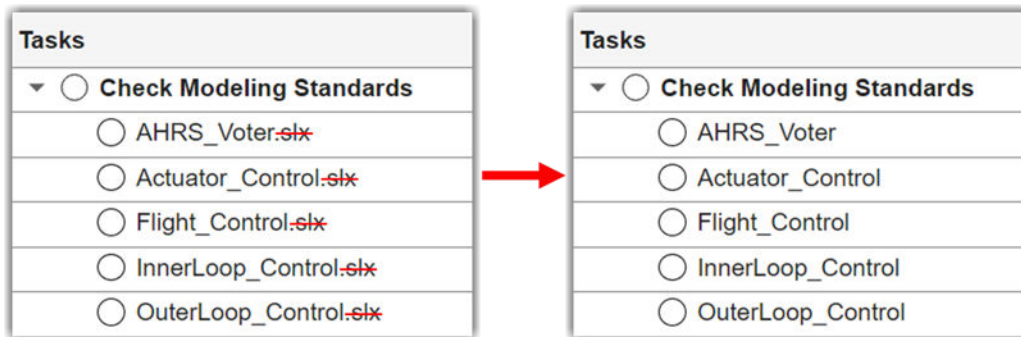 Tasks
Check Modeling Standards
AHRS_Voter.slx
Actuator_Control.slx
Flight_Control.slx
InnerLoop_Control.slx
OuterLoop_Control.slx
Tasks
Check Modeling Standards
AHRS_Voter
Actuator_Control
Flight_Control
InnerLoop_Control
OuterLoop_Control